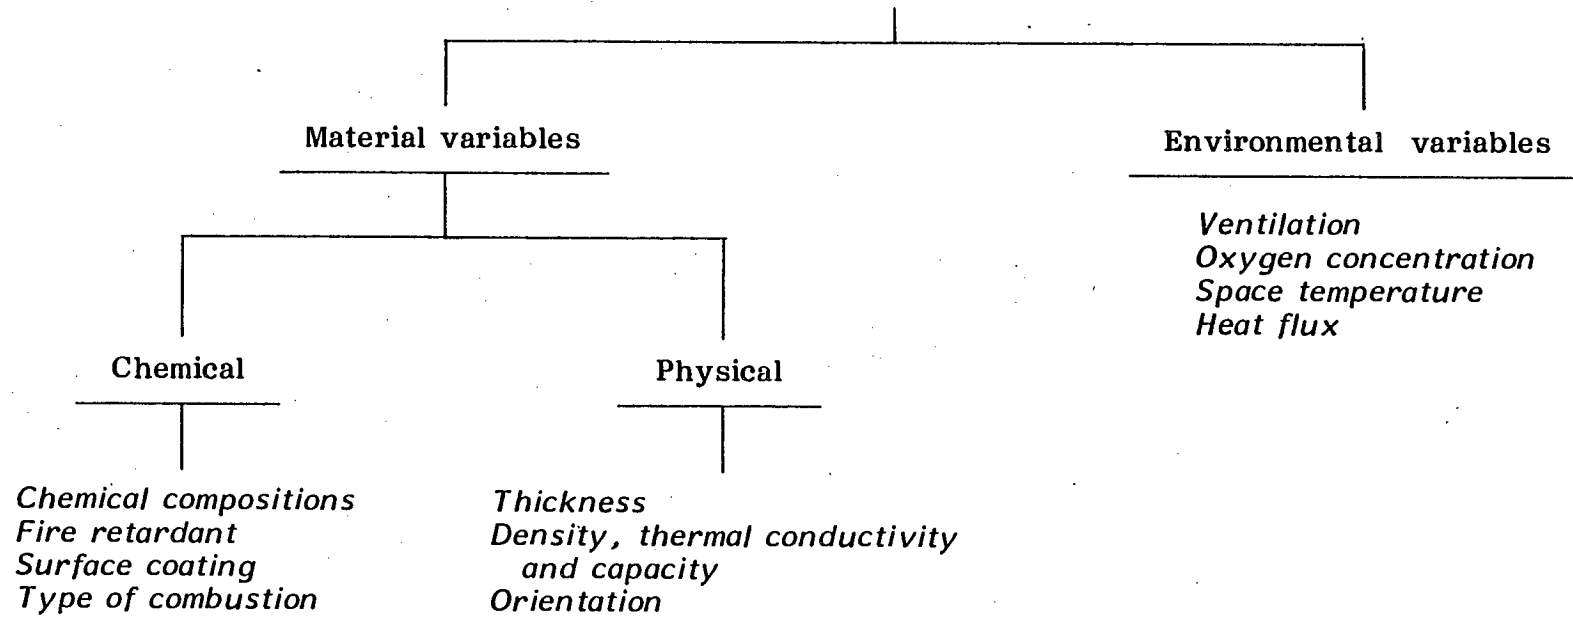 Material variables
Environmental variables
Ventilation
Oxygen concentration
Space temperature
Heat flux
Chemical
Physical
Chemical compositions
Fire retardant
Surface coating
Type of combustion
Thickness
Density, thermal conductivity
and capacity
Orientation